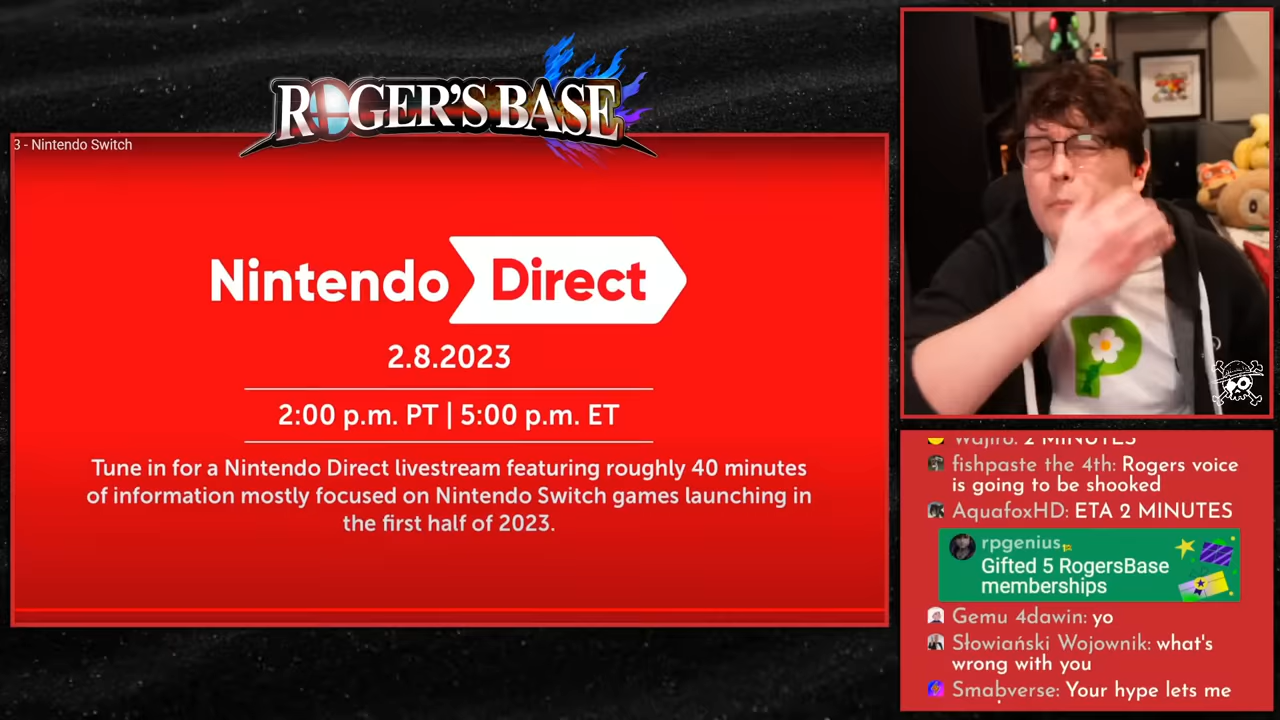 ROGER'S BASE
3 - Nintendo Switch
Nintendo Direct
2.8.2023
2:00 p.m. PT | 5:00 p.m. ET
Tune in for a Nintendo Direct livestream featuring roughly 40 minutes
of information mostly focused on Nintendo Switch games launching in
the first half of 2023.
P
Wajiro: 2 MINUTES
fishpaste the 4th: Rogers voice
is going to be shooked
AquafoxHD: ETA 2 MINUTES
rpgenius
Gifted 5 RogersBase
memberships
Gemu 4dawin: yo
Słowiański Wojownik: what's
wrong with you
Smabverse: Your hype lets me